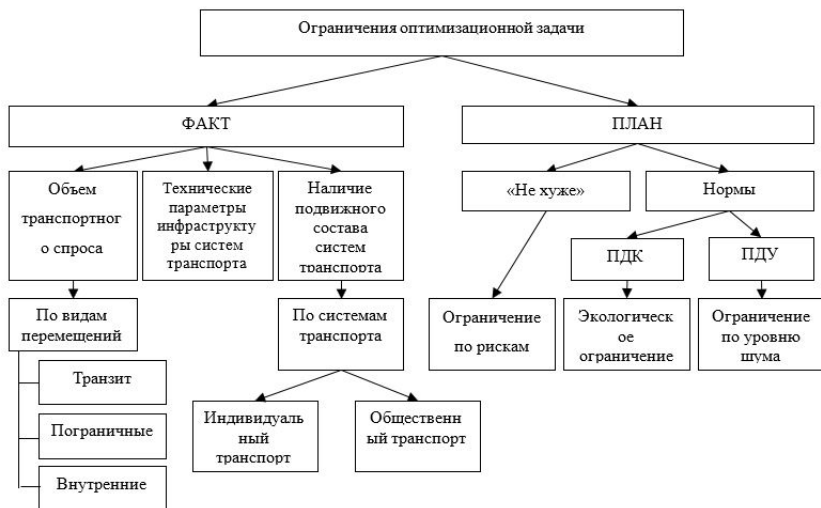 Ограничения оптимизационной задачи
ФАКТ
ПЛАН
Объем
транспортног
о спроса
Технические
параметры
инфраструкту
ры систем
транспорта
Наличие
подвижного
состава
систем
транспорта
«Не хуже»
Нормы
ПДК
ПДУ
По видам
перемещений
По системам
транспорта
Ограничение
по рискам
Экологическ
ое
ограничение
Ограничение
по уровню
шума
Транзит
Пограничные
Внутренние
Индивидуаль
ный
транспорт
Общественн
ый транспорт